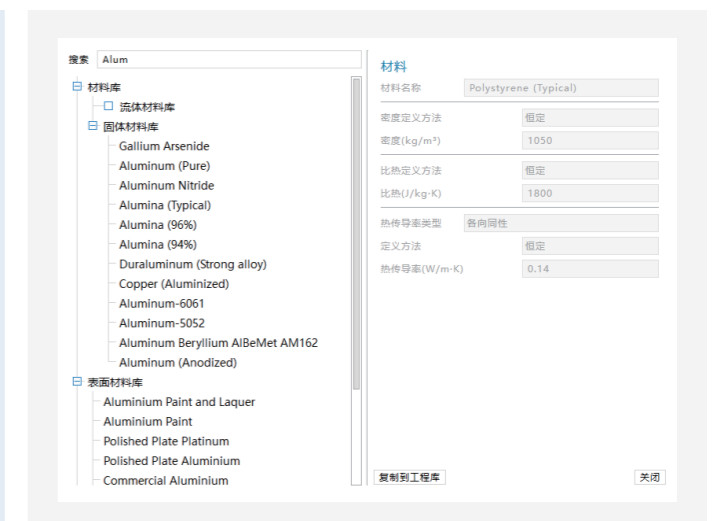 搜索 Alum
材料库
流体材料库
固体材料库
Gallium Arsenide
Aluminum (Pure)
Aluminum Nitride
Alumina (Typical)
Alumina (96%)
Alumina (94%)
Duraluminum (Strong alloy)
Copper (Aluminized)
Aluminum-6061
Aluminum-5052
Aluminum Beryllium AlBeMet AM162
Aluminum (Anodized)
表面材料库
Aluminium Paint and Laquer
Aluminium Paint
Polished Plate Platinum
Polished Plate Aluminium
Commercial Aluminium
材料
材料名称 Polystyrene (Typical)
密度定义方法 恒定
密度(kg/m³) 1050
比热定义方法 恒定
比热(J/kg-K) 1800
热传导率类型 各向同性
定义方法 恒定
热传导率(W/m-K) 0.14
复制到工程库 关闭